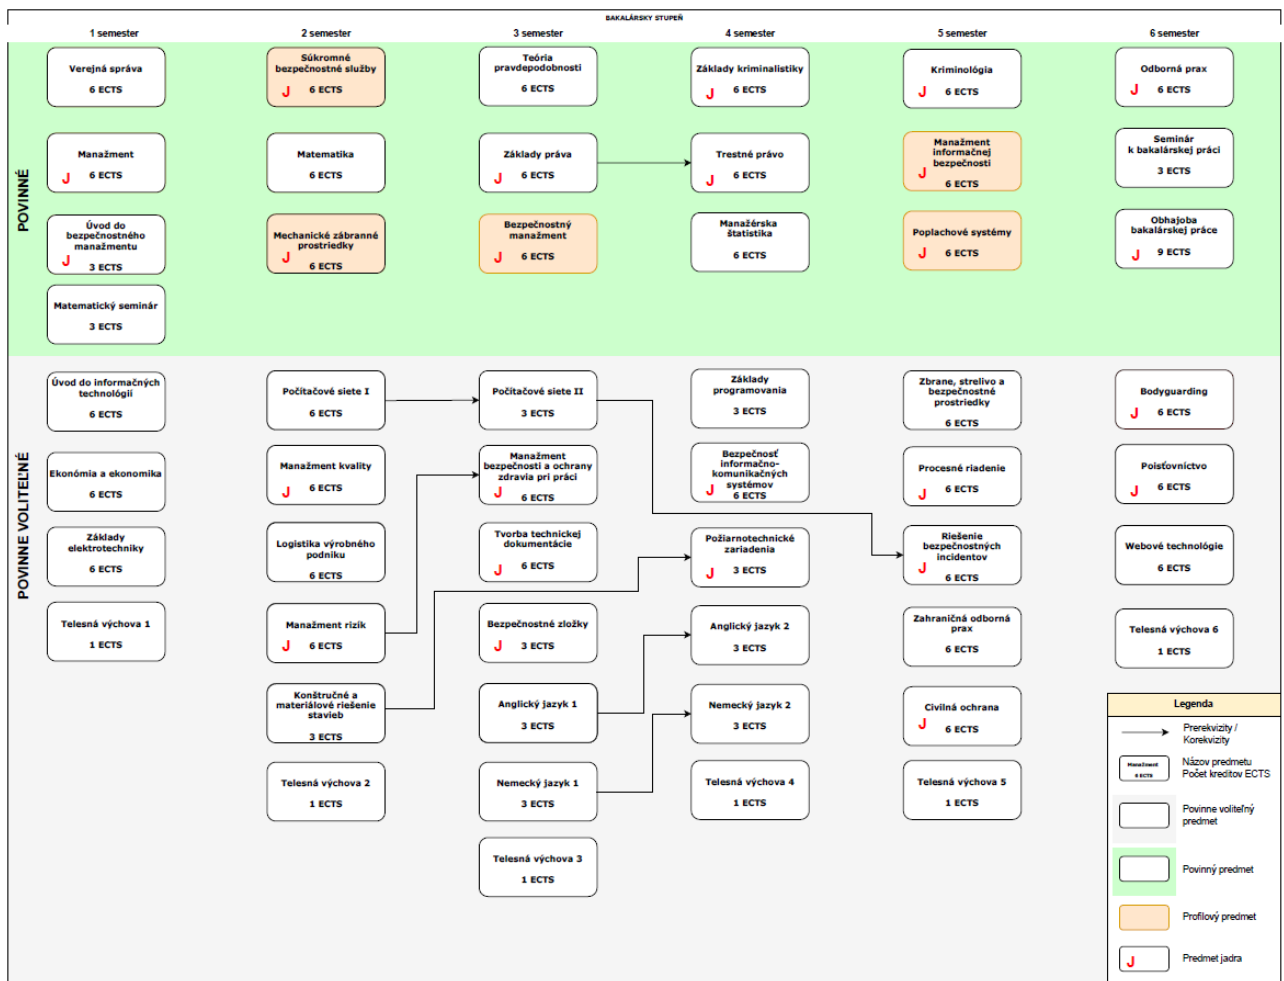 BAKALÁRSKY STUPEŇ
1 semester
2 semester
3 semester
4 semester
5 semester
6 semester
POVINNÉ
Verejná správa
6 ECTS
Súkromné
bezpečnostné služby
J 6 ECTS
Teória
pravdepodobnosti
6 ECTS
Základy kriminalistiky
J 6 ECTS
Kriminológia
J 6 ECTS
Odborná prax
J 6 ECTS
Manažment
J 6 ECTS
Matematika
6 ECTS
Základy práva
J 6 ECTS
Trestné právo
J 6 ECTS
Manažment
informačnej
bezpečnosti
J
6 ECTS
Seminár
k bakalárskej práci
3 ECTS
Úvod do
bezpečnostného
manažmentu
J 3 ECTS
Mechanické zábranné
prostriedky
J 6 ECTS
Bezpečnostný
manažment
J 6 ECTS
Manažérska
štatistika
6 ECTS
Poplachové systémy
J 6 ECTS
Obhajoba
bakalárskej práce
J 9 ECTS
Matematický seminár
3 ECTS
POVINNE VOLITEĽNÉ
Úvod do informačných
technológií
6 ECTS
Počítačové siete I
6 ECTS
Počítačové siete II
3 ECTS
Základy
programovania
3 ECTS
Zbrane, strelivo a
bezpečnostné
prostriedky
6 ECTS
Bodyguarding
J 6 ECTS
Ekonómia a ekonomika
6 ECTS
Manažment kvality
J 6 ECTS
Manažment
bezpečnosti a ochrany
zdravia pri práci
J 6 ECTS
Bezpečnosť
informačno-
komunikačných
systémov
J 6 ECTS
Procesné riadenie
J 6 ECTS
Poisťovníctvo
J 6 ECTS
Základy
elektrotechniky
6 ECTS
Logistika výrobného
podniku
6 ECTS
Tvorba technickej
dokumentácie
J 6 ECTS
Požiarnotechnické
zariadenia
J 3 ECTS
Riešenie
bezpečnostných
incidentov
J 6 ECTS
Webové technológie
6 ECTS
Telesná výchova 1
1 ECTS
Manažment rizík
J 6 ECTS
Bezpečnostné zložky
J 3 ECTS
Anglický jazyk 2
3 ECTS
Zahraničná odborná
prax
6 ECTS
Telesná výchova 6
1 ECTS
Konštručné a
materiálové riešenie
stavieb
3 ECTS
Anglický jazyk 1
3 ECTS
Nemecký jazyk 2
3 ECTS
Civilná ochrana
J 6 ECTS
Telesná výchova 2
1 ECTS
Nemecký jazyk 1
3 ECTS
Telesná výchova 4
1 ECTS
Telesná výchova 5
1 ECTS
Telesná výchova 3
1 ECTS
Legenda
Prerekvizity /
Korekvizity
Manažment
6 ECTS
Názov predmetu
Počet kreditov ECTS
Povinne voliteľný
predmet
Povinný predmet
Profilový predmet
J
Predmet jadra